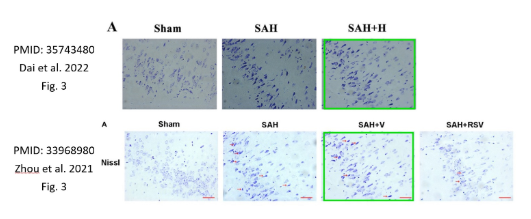 A
Sham SAH SAH+H
PMID: 35743480
Dai et al. 2022
Fig. 3
A
Sham SAH SAH+V SAH+RSV
PMID: 33968980
Zhou et al. 2021
Fig. 3
Nissl